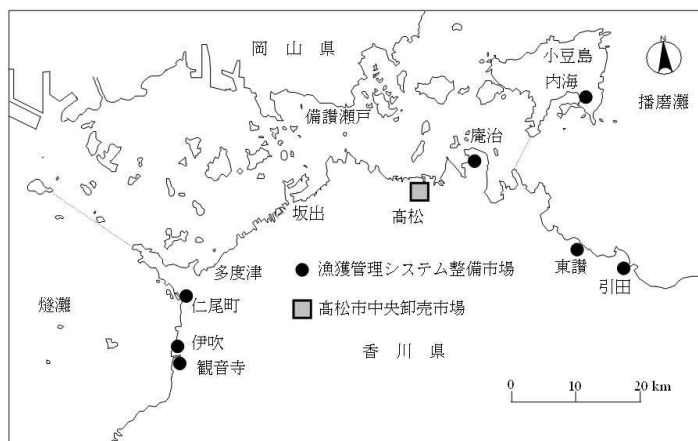 岡　山　県
小豆島
内海
播磨灘
備讃瀬戸
庵治
坂出
高松
多度津
東讃
引田
● 漁獲管理システム整備市場
燧灘
仁尾町
高松市中央卸売市場
伊吹
観音寺
香　川　県
0 10 20 km